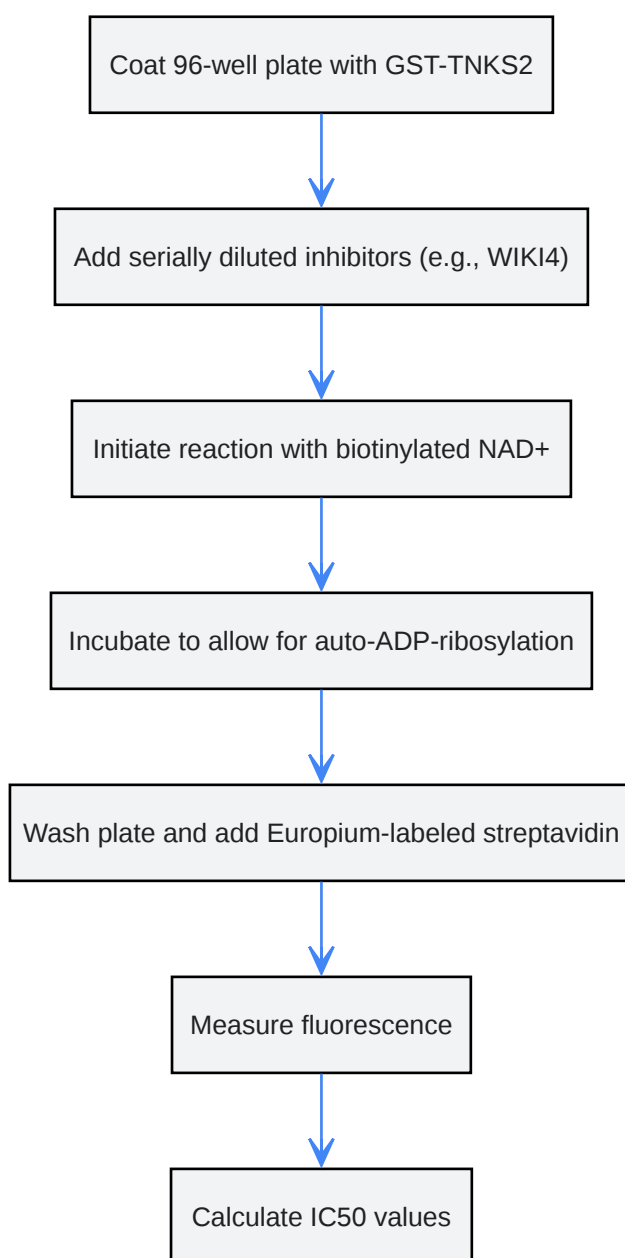 Coat 96-well plate with GST-TNKS2
Add serially diluted inhibitors (e.g., WIKI4)
Initiate reaction with biotinylated NAD+
Incubate to allow for auto-ADP-ribosylation
Wash plate and add Europium-labeled streptavidin
Measure fluorescence
Calculate IC50 values